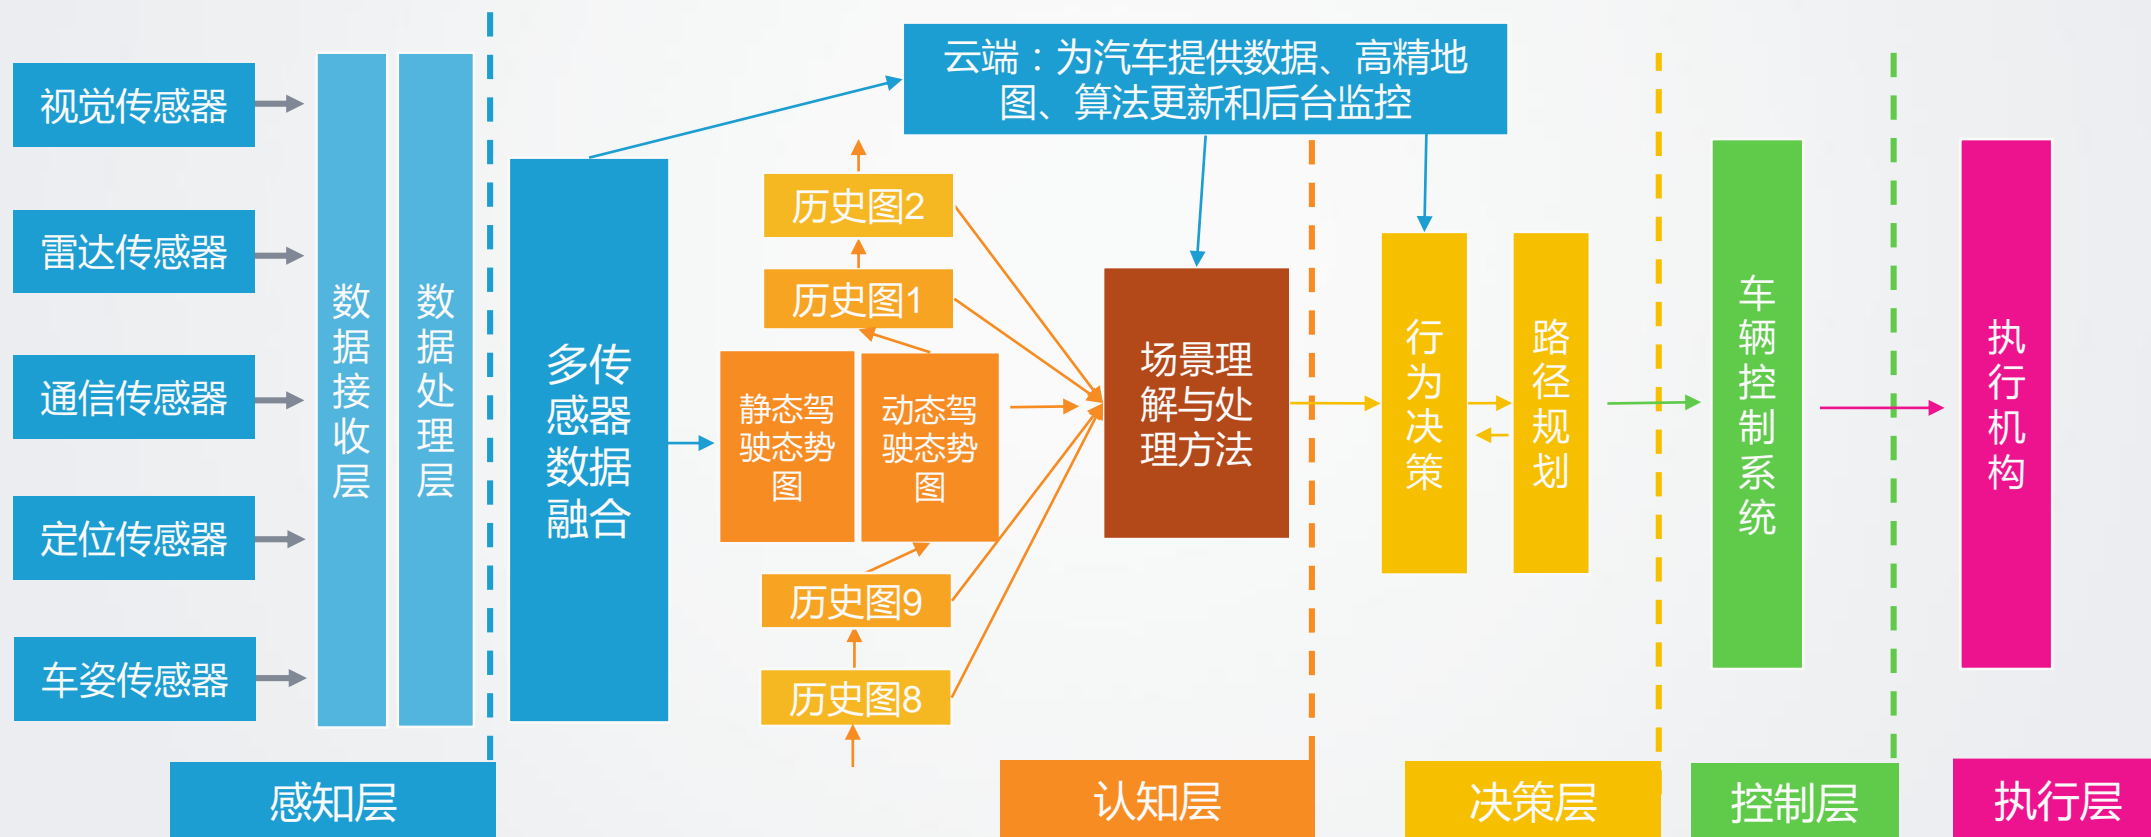 视觉传感器
雷达传感器
通信传感器
定位传感器
车姿传感器
数据接收层
数据处理层
感知层
多传
感器
数据
融合
云端：为汽车提供数据、高精地
图、算法更新和后台监控
历史图2
历史图1
静态驾
驶态势
图
动态驾
驶态势
图
历史图9
历史图8
场景理
解与处
理方法
认知层
行为决策
路径规划
决策层
车辆控制系统
控制层
执行机构
执行层